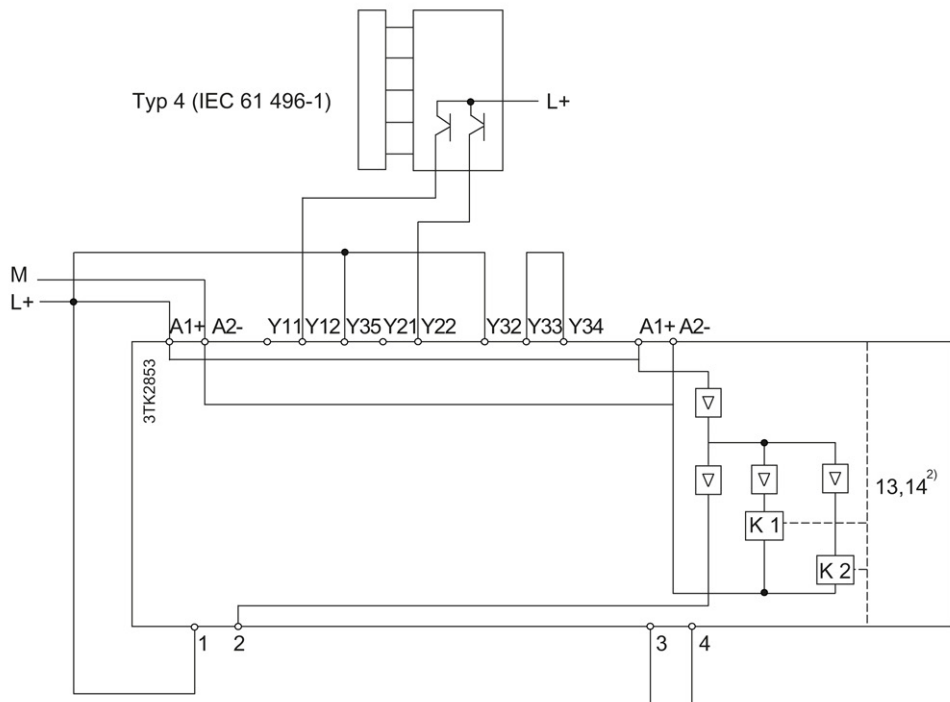 Typ 4 (IEC 61 496-1)
L+
M
L+
A1+ A2- Y11 Y12 Y35 Y21 Y22 Y32 Y33 Y34 A1+ A2-
3TK2853
13,14²⁾
K 1
K 2
1 2 3 4